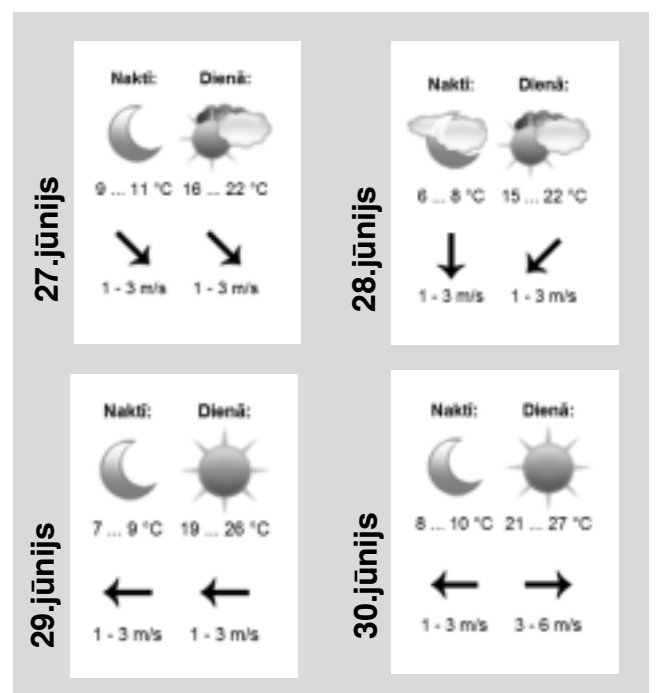 27.jūnijs
Naktī: Dienā:
9 ... 11 °C 16 ... 22 °C
1 - 3 m/s 1 - 3 m/s
28.jūnijs
Naktī: Dienā:
6 ... 8 °C 15 ... 22 °C
1 - 3 m/s 1 - 3 m/s
29.jūnijs
Naktī: Dienā:
7 ... 9 °C 19 ... 26 °C
1 - 3 m/s 1 - 3 m/s
30.jūnijs
Naktī: Dienā:
8 ... 10 °C 21 ... 27 °C
1 - 3 m/s 3 - 6 m/s